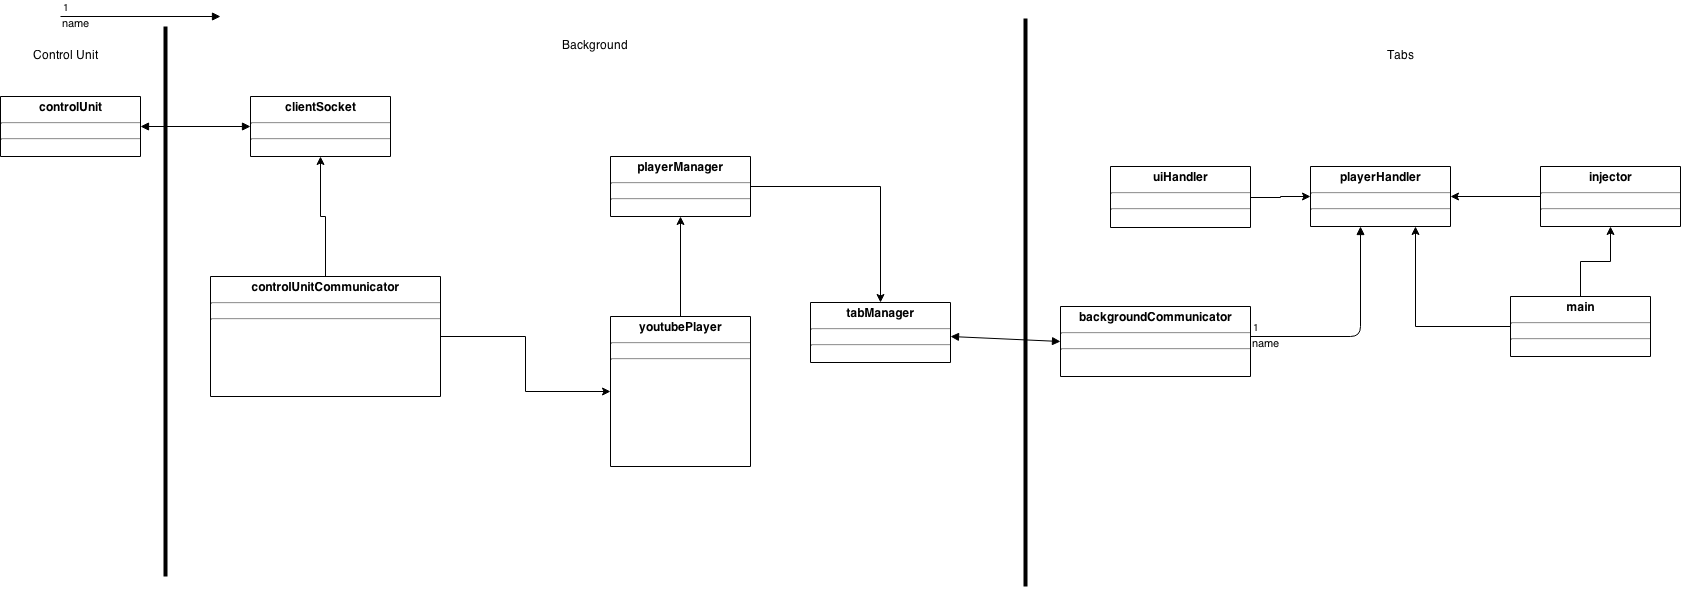 1
name
Control Unit
Background
Tabs
controlUnit
clientSocket
playerManager
uiHandler
playerHandler
injector
controlUnitCommunicator
youtubePlayer
tabManager
backgroundCommunicator
1
name
main